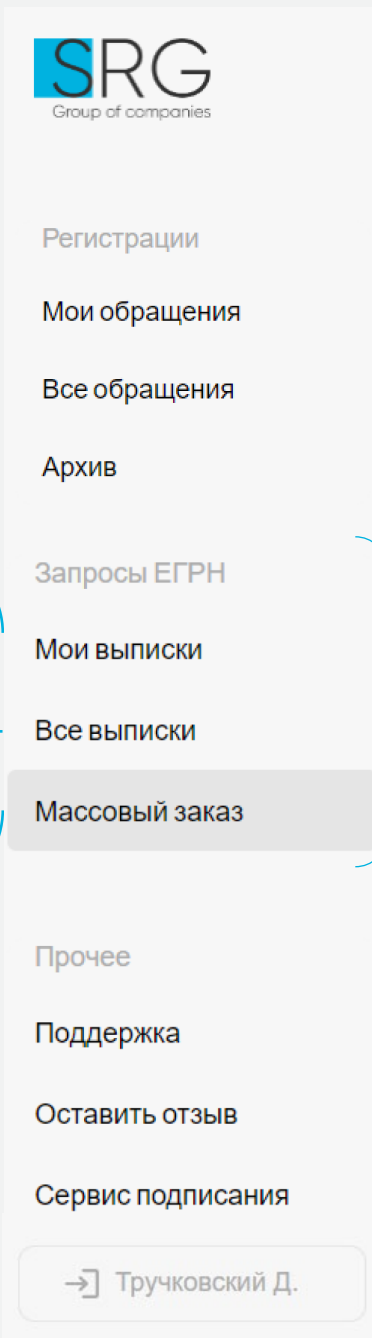 SRG
Group of companies
Регистрации
Мои обращения
Все обращения
Архив
Запросы ЕГРН
Мои выписки
Все выписки
Массовый заказ
Прочее
Поддержка
Оставить отзыв
Сервис подписания
Тручковский Д.